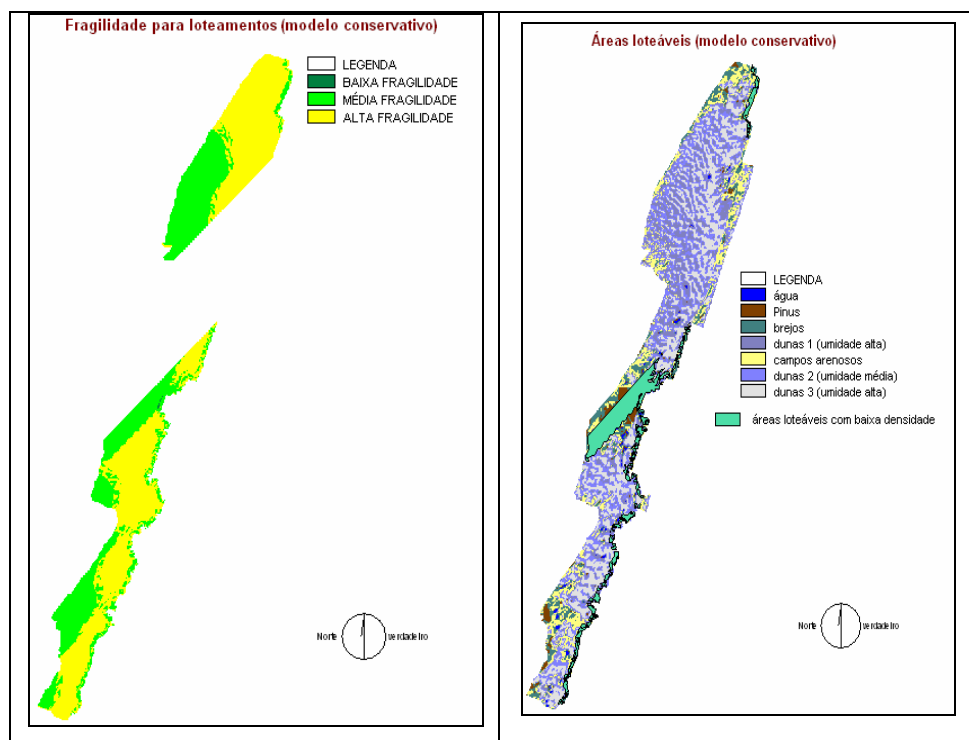 Fragilidade para loteamentos (modelo conservativo)
LEGENDA
BAIXA FRAGILIDADE
MÉDIA FRAGILIDADE
ALTA FRAGILIDADE
Norte verdadeiro
Áreas loteáveis (modelo conservativo)
LEGENDA
água
Pinus
brejos
dunas 1 (umidade alta)
campos arenosos
dunas 2 (umidade média)
dunas 3 (umidade alta)
áreas loteáveis com baixa densidade
Norte verdadeiro